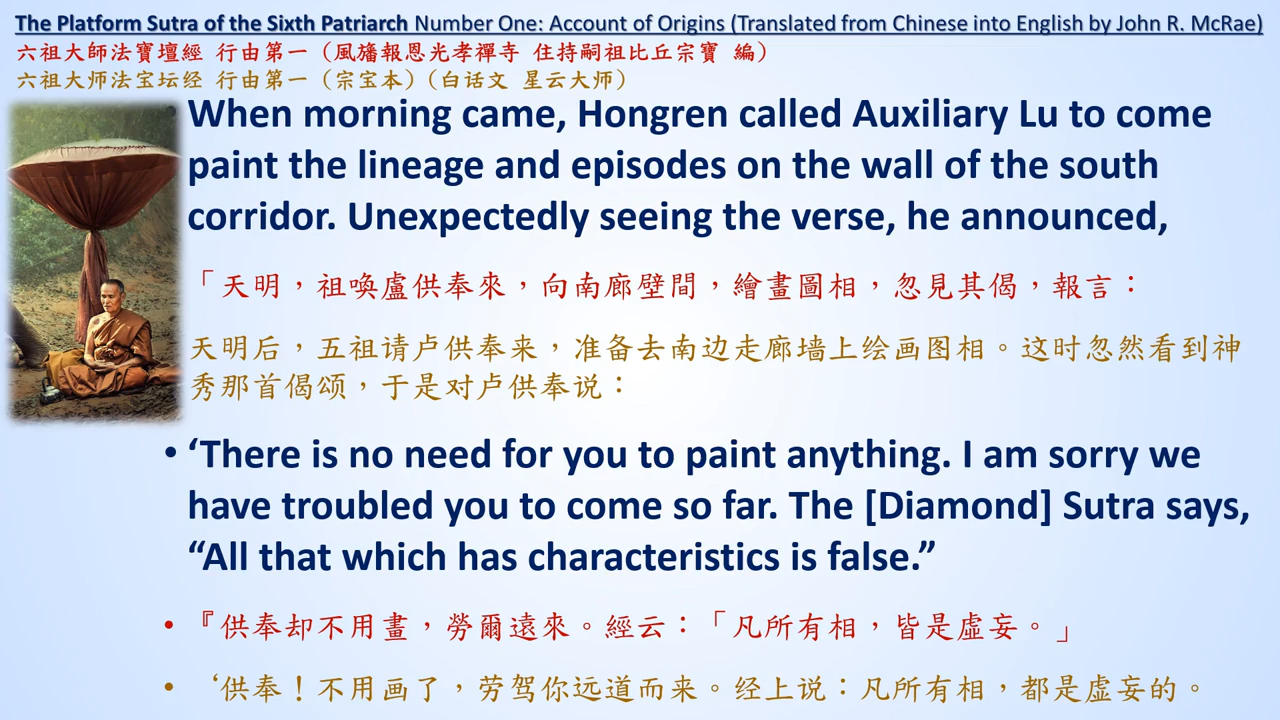 The Platform Sutra of the Sixth Patriarch Number One: Account of Origins (Translated from Chinese into English by John R. McRae)
六祖大師法寶壇經 行由第一（風旛報恩光孝禪寺 住持嗣祖比丘宗寶 編）
六祖大师法宝坛经 行由第一（宗宝本）（白话文 星云大师）
• When morning came, Hongren called Auxiliary Lu to come
paint the lineage and episodes on the wall of the south
corridor. Unexpectedly seeing the verse, he announced,
「天明，祖喚盧供奉來，向南廊壁間，繪畫圖相，忽見其偈，報言：
天明后，五祖请卢供奉来，准备去南边走廊墙上绘画图相。这时忽然看到神
秀那首偈颂，于是对卢供奉说：
• ‘There is no need for you to paint anything. I am sorry we
have troubled you to come so far. The [Diamond] Sutra says,
“All that which has characteristics is false.”
• 『供奉却不用畫，勞爾遠來。經云：「凡所有相，皆是虛妄。」
• ‘供奉！不用画了，劳驾你远道而来。经上说：凡所有相，都是虚妄的。